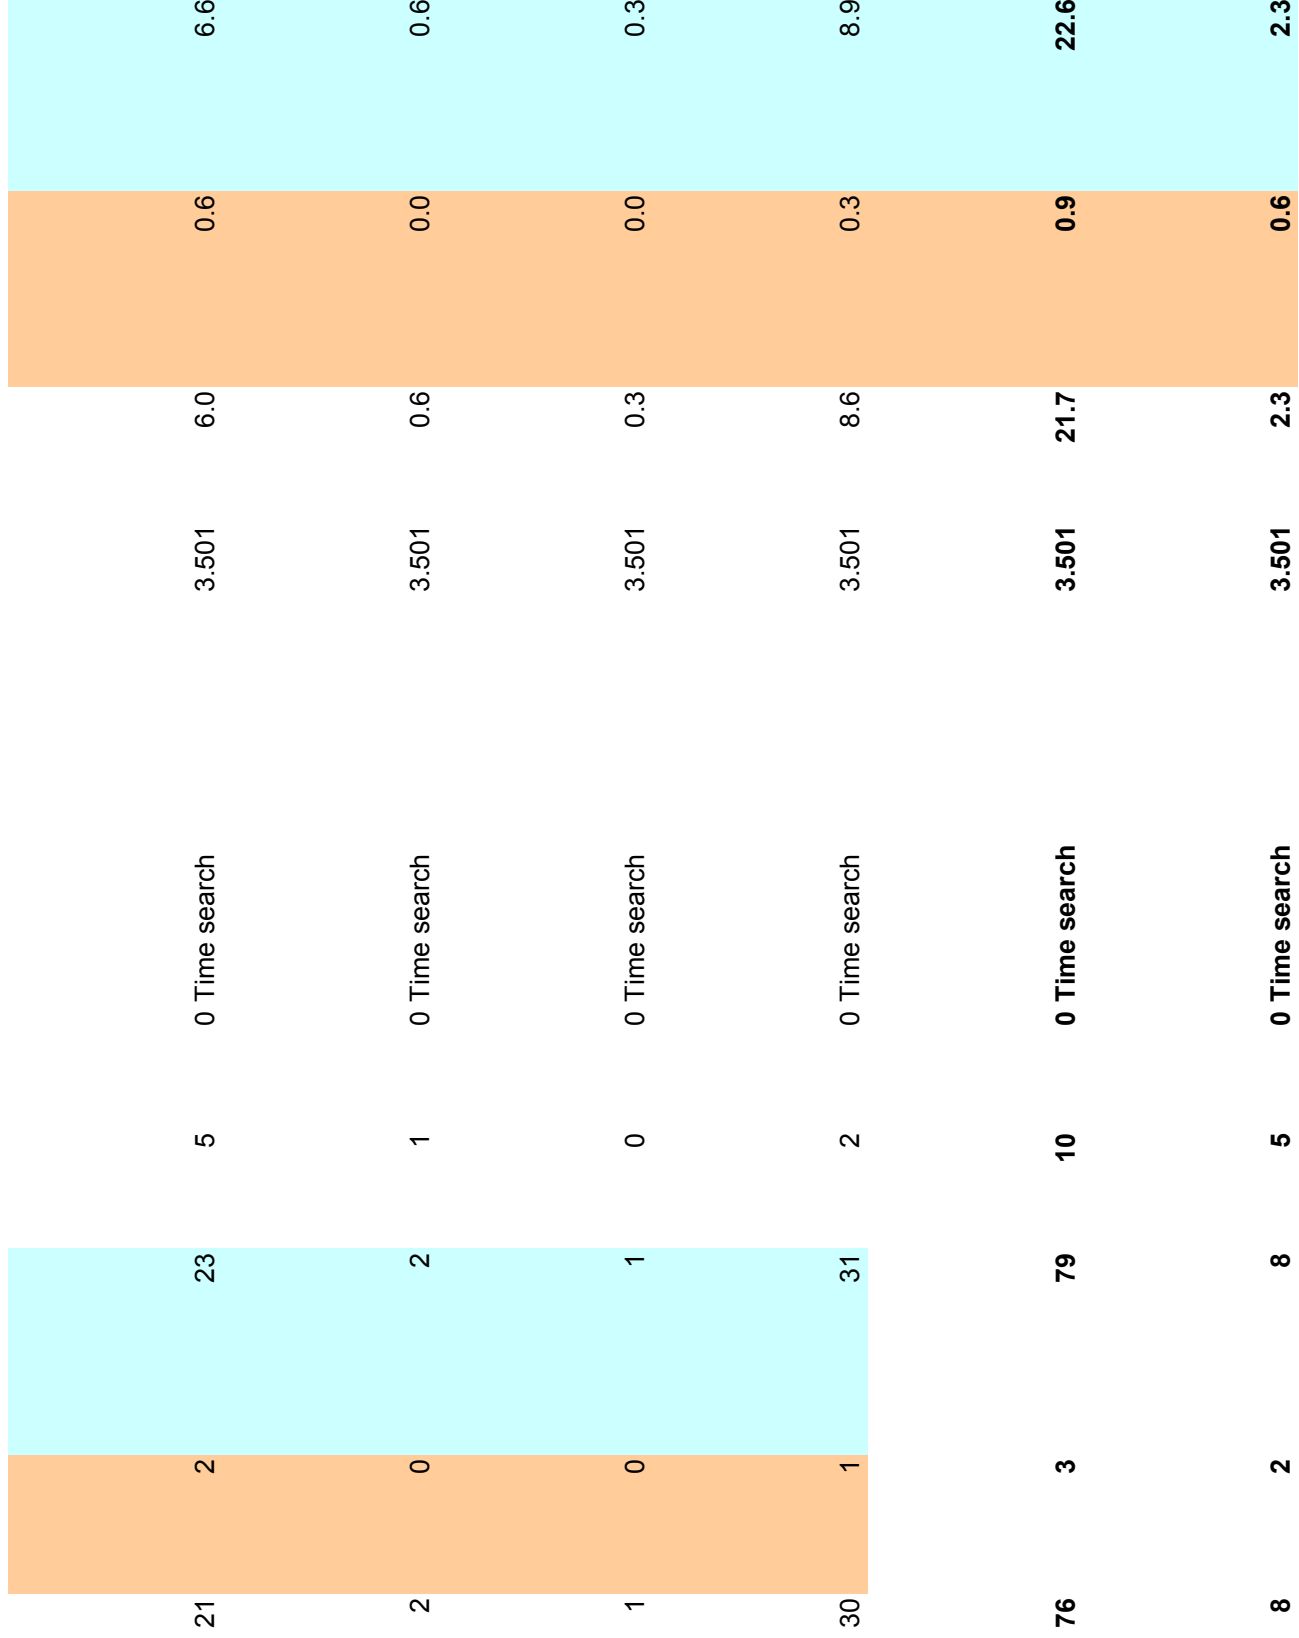 21 2 23 5 0 Time search 3.501 6.0 0.6 6.6
2 0 2 1 0 Time search 3.501 0.6 0.0 0.6
1 0 1 0 0 Time search 3.501 0.3 0.0 0.3
30 1 31 2 0 Time search 3.501 8.6 0.3 8.9
76 3 79 10 0 Time search 3.501 21.7 0.9 22.6
8 2 8 5 0 Time search 3.501 2.3 0.6 2.3